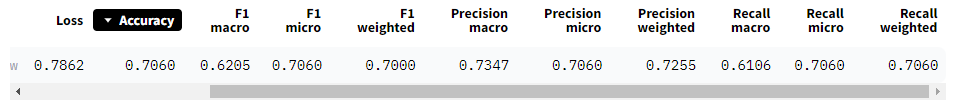 Loss ▼ Accuracy F1 macro F1 micro F1 weighted Precision macro Precision micro Precision weighted Recall macro Recall micro Recall weighted
w 0.7862 0.7060 0.6205 0.7060 0.7000 0.7347 0.7060 0.7255 0.6106 0.7060 0.7060